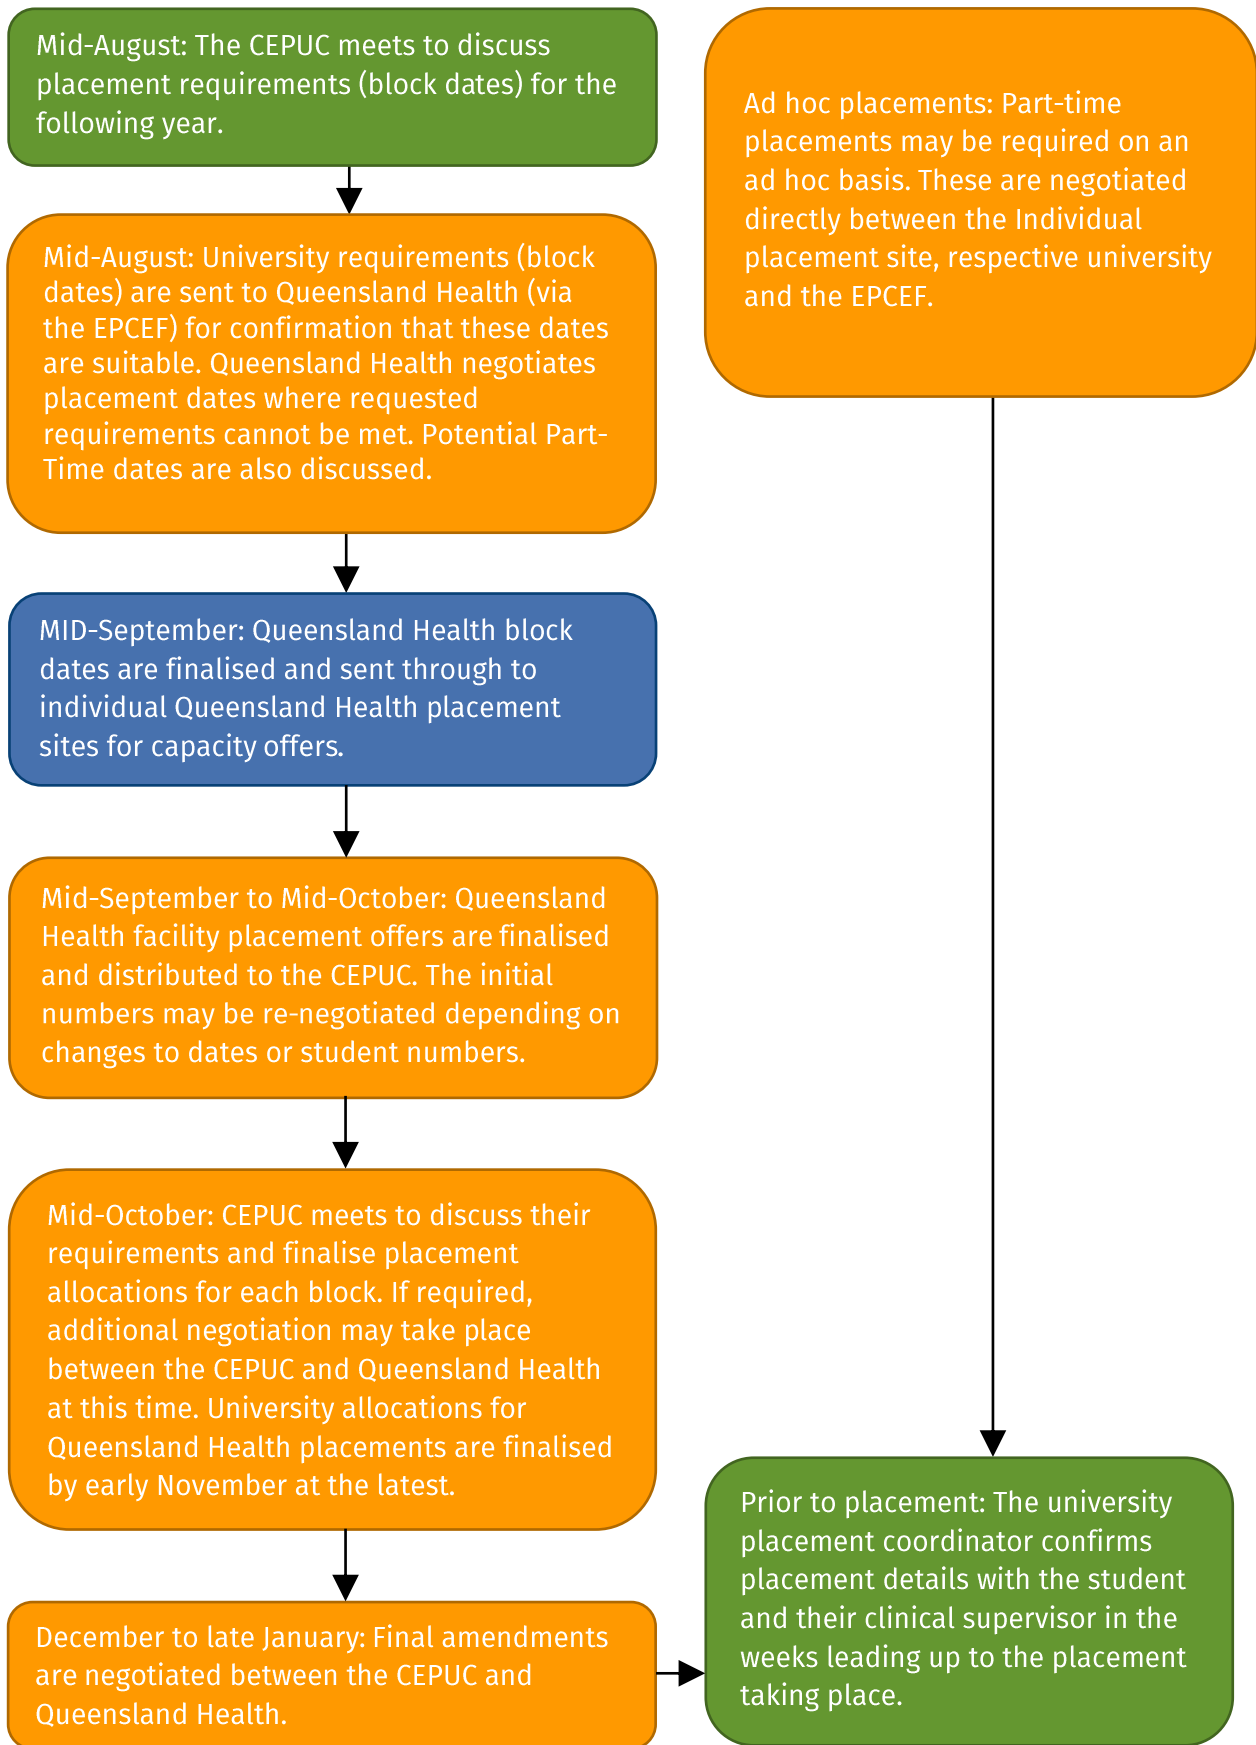 Mid-August: The CEPUC meets to discuss
placement requirements (block dates) for the
following year.
Mid-August: University requirements (block
dates) are sent to Queensland Health (via
the EPCEF) for confirmation that these dates
are suitable. Queensland Health negotiates
placement dates where requested
requirements cannot be met. Potential Part-
Time dates are also discussed.
MID-September: Queensland Health block
dates are finalised and sent through to
individual Queensland Health placement
sites for capacity offers.
Mid-September to Mid-October: Queensland
Health facility placement offers are finalised
and distributed to the CEPUC. The initial
numbers may be re-negotiated depending on
changes to dates or student numbers.
Mid-October: CEPUC meets to discuss their
requirements and finalise placement
allocations for each block. If required,
additional negotiation may take place
between the CEPUC and Queensland Health
at this time. University allocations for
Queensland Health placements are finalised
by early November at the latest.
December to late January: Final amendments
are negotiated between the CEPUC and
Queensland Health.
Ad hoc placements: Part-time
placements may be required on an
ad hoc basis. These are negotiated
directly between the Individual
placement site, respective university
and the EPCEF.
Prior to placement: The university
placement coordinator confirms
placement details with the student
and their clinical supervisor in the
weeks leading up to the placement
taking place.